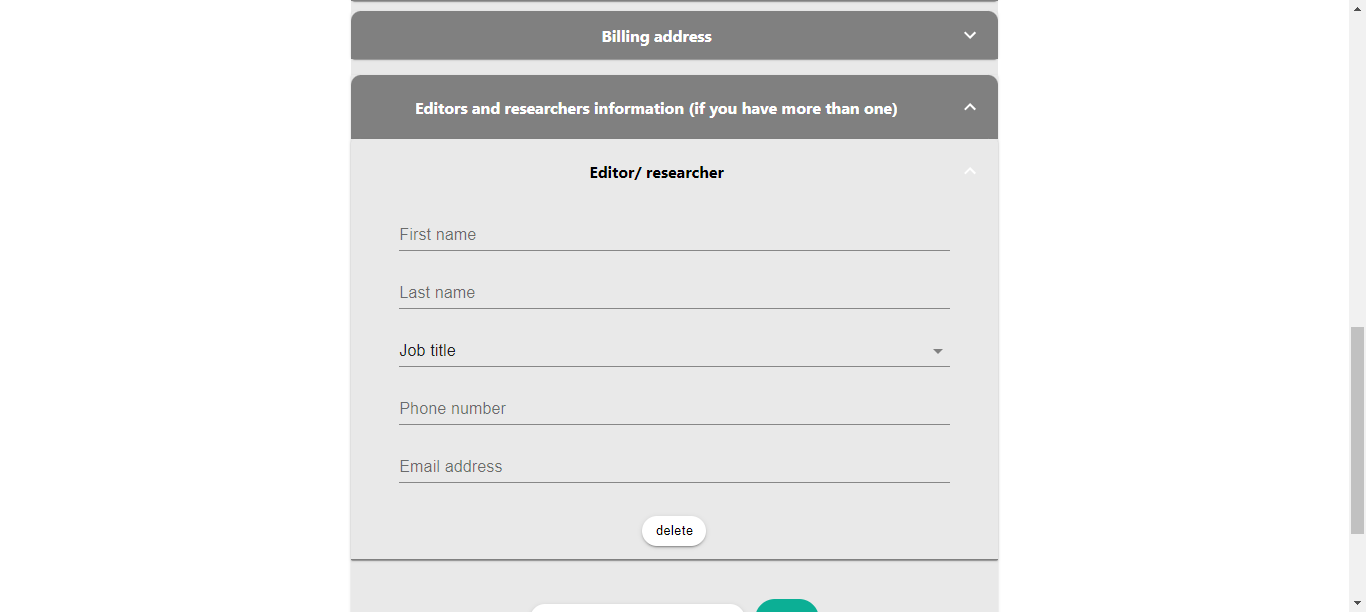 Billing address
Editors and researchers information (if you have more than one)
Editor/ researcher
First name
Last name
Job title
Phone number
Email address
delete